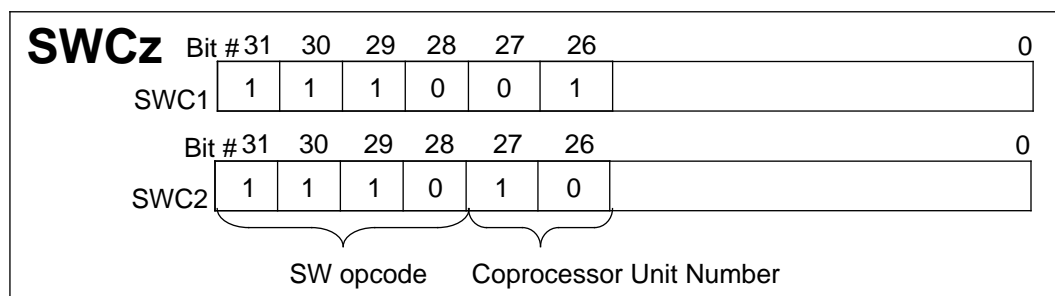 SWCz Bit # 31 30 29 28 27 26 0
SWC1 1 1 1 0 0 1
Bit # 31 30 29 28 27 26 0
SWC2 1 1 1 0 1 0
SW opcode Coprocessor Unit Number